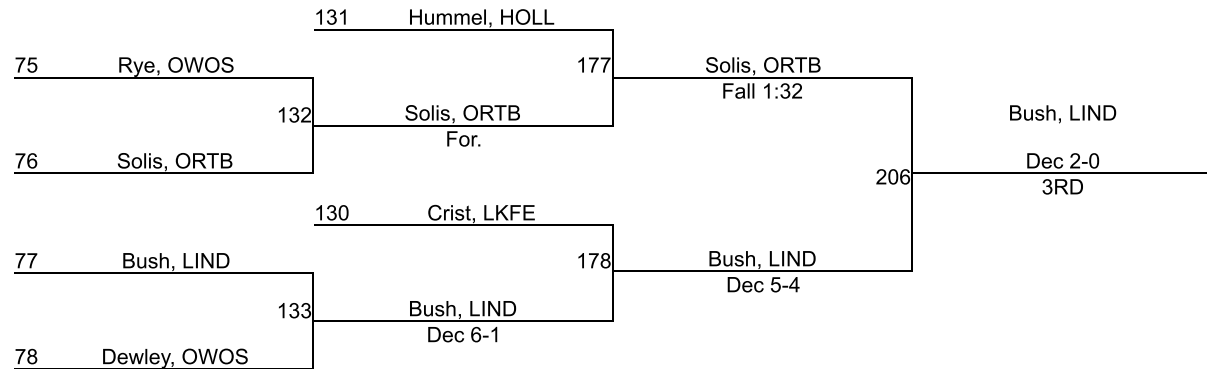 131 Hummel, HOLL
75 Rye, OWOS 177 Solis, ORTB
Fall 1:32
132 Solis, ORTB Bush, LIND
For.
76 Solis, ORTB Dec 2-0
206 3RD
130 Crist, LKFE
77 Bush, LIND 178 Bush, LIND
Dec 5-4
133 Bush, LIND
Dec 6-1
78 Dewley, OWOS